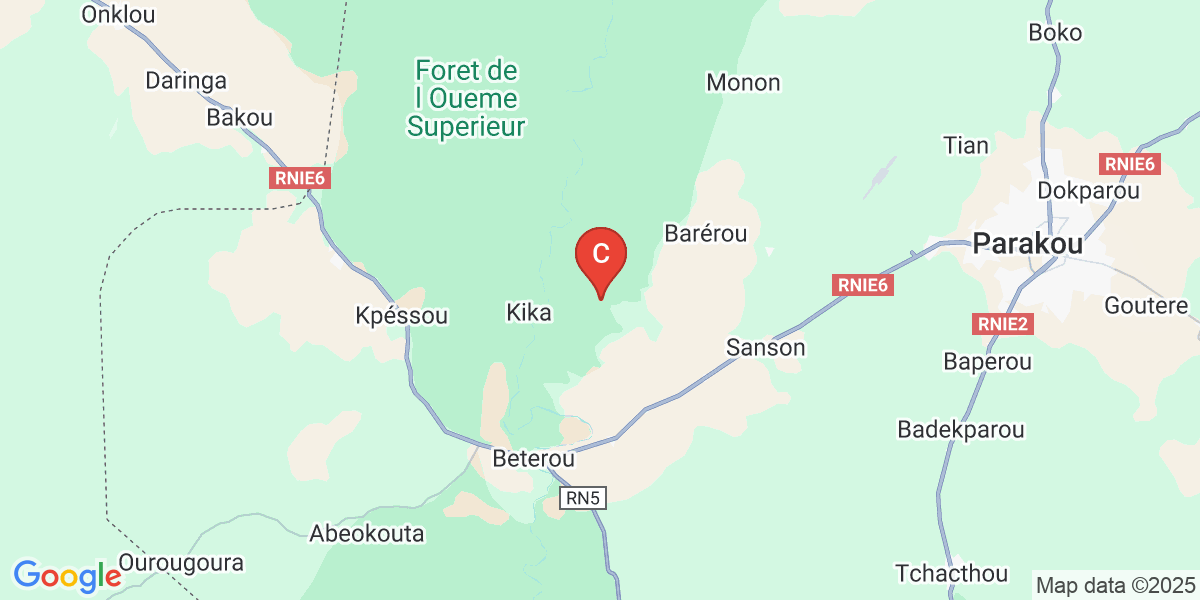 Onklou
Boko
Foret de
l Oueme
Superieur
Daringa
Monon
Bakou
Tian
RNIE6
RNIE6
Dokparou
Barérou
Parakou
C
RNIE6
Kpéssou
Kika
Goutere
RNIE2
Sanson
Baperou
Badekparou
Beterou
RN5
Abeokouta
Ourougoura
Tchacthou
Google
Map data ©2025